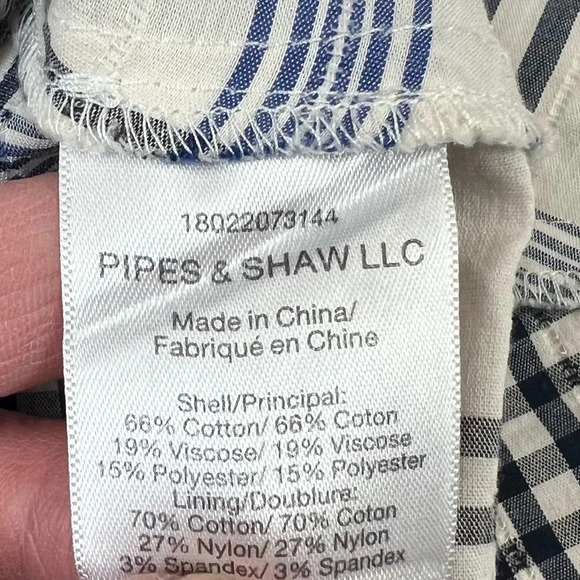 18022073144
PIPES & SHAW LLC
Made in China/
Fabriqué en Chine
Shell/Principal:
66% Cotton/ 66% Coton
19% Viscose/ 19% Viscose
15% Polyester/ 15% Polyester
Lining/Doublure:
70% Cotton/ 70% Coton
27% Nylon/ 27% Nylon
3% Spandex/ 3% Spandex